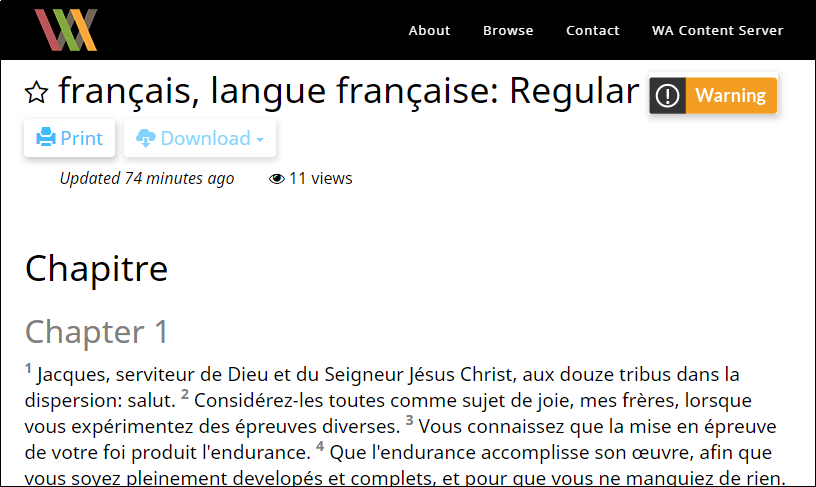 About Browse Contact WA Content Server
français, langue française: Regular Warning
Print Download
Updated 74 minutes ago 11 views
Chapitre
Chapter 1
1 Jacques, serviteur de Dieu et du Seigneur Jésus Christ, aux douze tribus dans la
dispersion: salut. 2 Considérez-les toutes comme sujet de joie, mes frères, lorsque
vous expérimentez des épreuves diverses. 3 Vous connaissez que la mise en épreuve
de votre foi produit l'endurance. 4 Que l'endurance accomplisse son œuvre, afin que
vous soyez pleinement developés et complets, et pour que vous ne manquiez de rien.